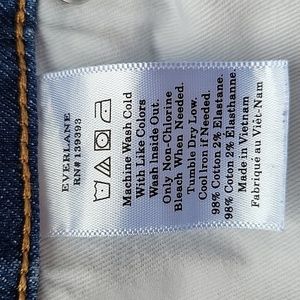 EVERLANE
RN# 139393
Machine Wash Cold
With Like Colors
Wash Inside Out.
Only Non-Chlorine
Bleach When Needed.
Tumble Dry Low.
Cool Iron if Needed.
98% Cotton 2% Elastane.
98% Cotton 2% Elasthanne.
Made in Vietnam
Fabriqué au Viêt-Nam